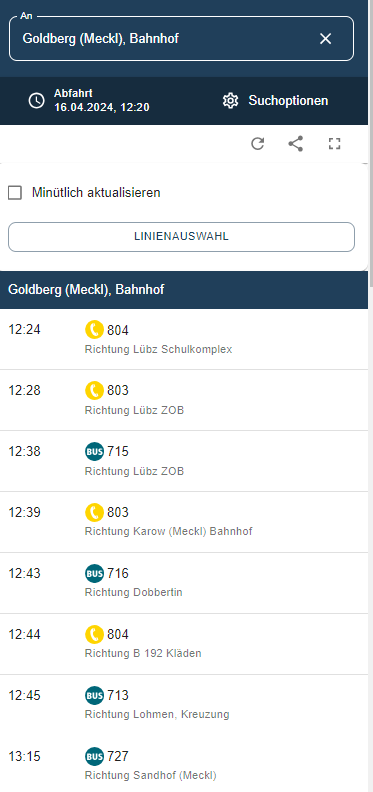 An
Goldberg (Meckl), Bahnhof
Abfahrt
16.04.2024, 12:20
Suchoptionen
Minütlich aktualisieren
LINIENAUSWAHL
Goldberg (Meckl), Bahnhof
12:24 804
Richtung Lübz Schulkomplex
12:28 803
Richtung Lübz ZOB
12:38 BUS 715
Richtung Lübz ZOB
12:39 803
Richtung Karow (Meckl) Bahnhof
12:43 BUS 716
Richtung Dobbertin
12:44 804
Richtung B 192 Kläden
12:45 BUS 713
Richtung Lohmen, Kreuzung
13:15 BUS 727
Richtung Sandhof (Meckl)